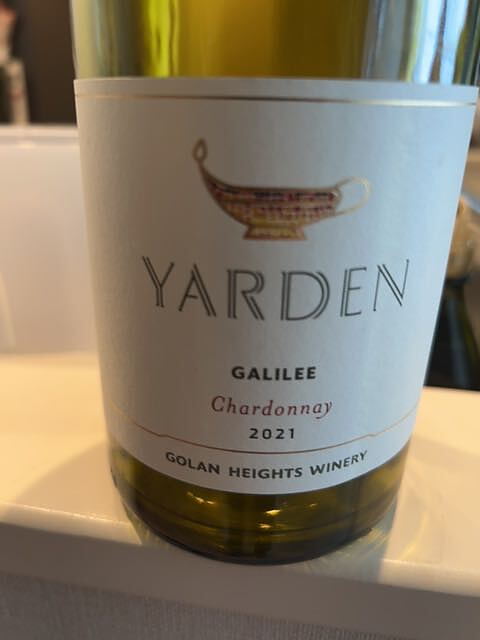 YARDEN
GALILEE
Chardonnay
2021
GOLAN HEIGHTS WINERY